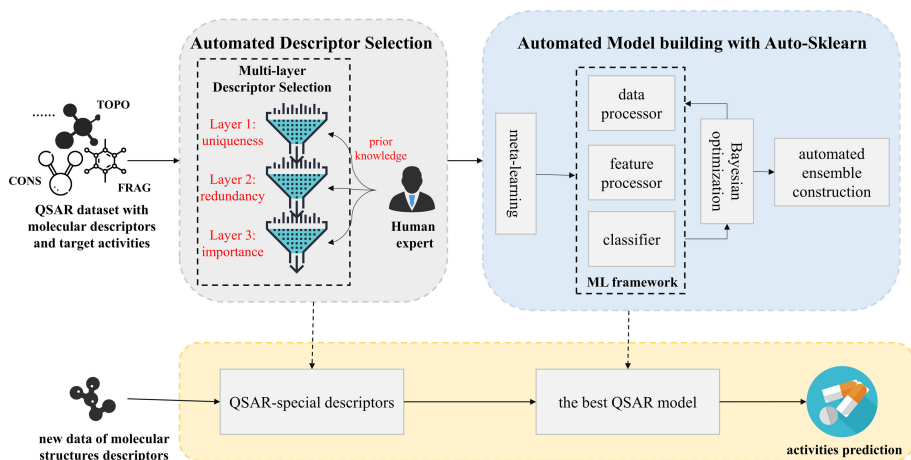 ......
TOPO
CONS
FRAG
QSAR dataset with
molecular descriptors
and target activities
Automated Descriptor Selection
Multi-layer
Descriptor Selection
Layer 1:
uniqueness
Layer 2:
redundancy
Layer 3:
importance
prior
knowledge
Human
expert
Automated Model building with Auto-Sklearn
meta-learning
data
processor
feature
processor
classifier
ML framework
Bayesian
optimization
automated
ensemble
construction
new data of molecular
structures descriptors
QSAR-special descriptors
the best QSAR model
activities prediction